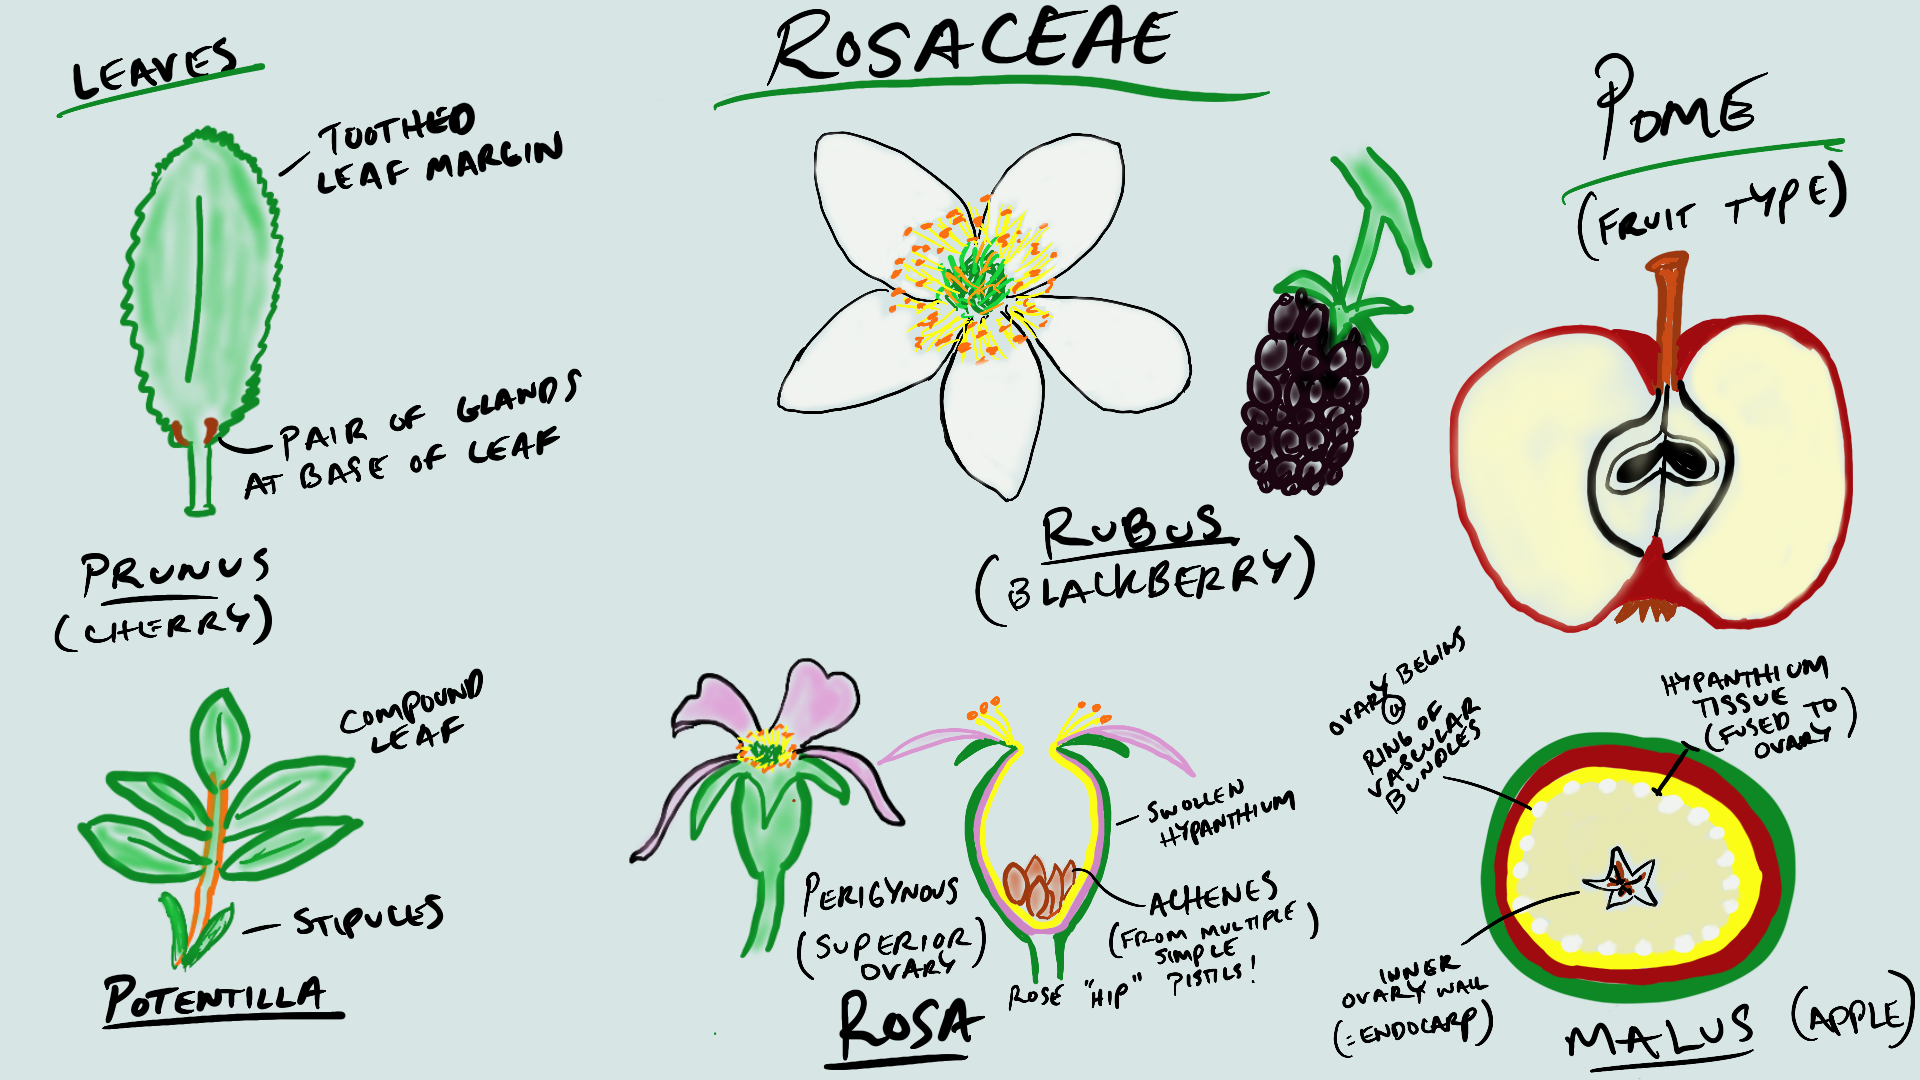 ROSACEAE
LEAVES
TOOTHED
LEAF MARGIN
PAIR OF GLANDS
AT BASE OF LEAF
PRUNUS
(CHERRY)
COMPOUND
LEAF
STIPULES
POTENTILLA
RUBUS
(BLACKBERRY)
PERIGYNOUS
(SUPERIOR
OVARY)
ROSA
SWOLLEN
HYPANTHIUM
ACHENES
(FROM MULTIPLE
SIMPLE
PISTILS!)
ROSE "HIP"
POME
(FRUIT TYPE)
OVARY BEGINS
@
RING OF
VASCULAR
BUNDLES
HYPANTHIUM
TISSUE
(FUSED TO
OVARY)
INNER
OVARY WALL
(=ENDOCARP)
MALUS (APPLE)